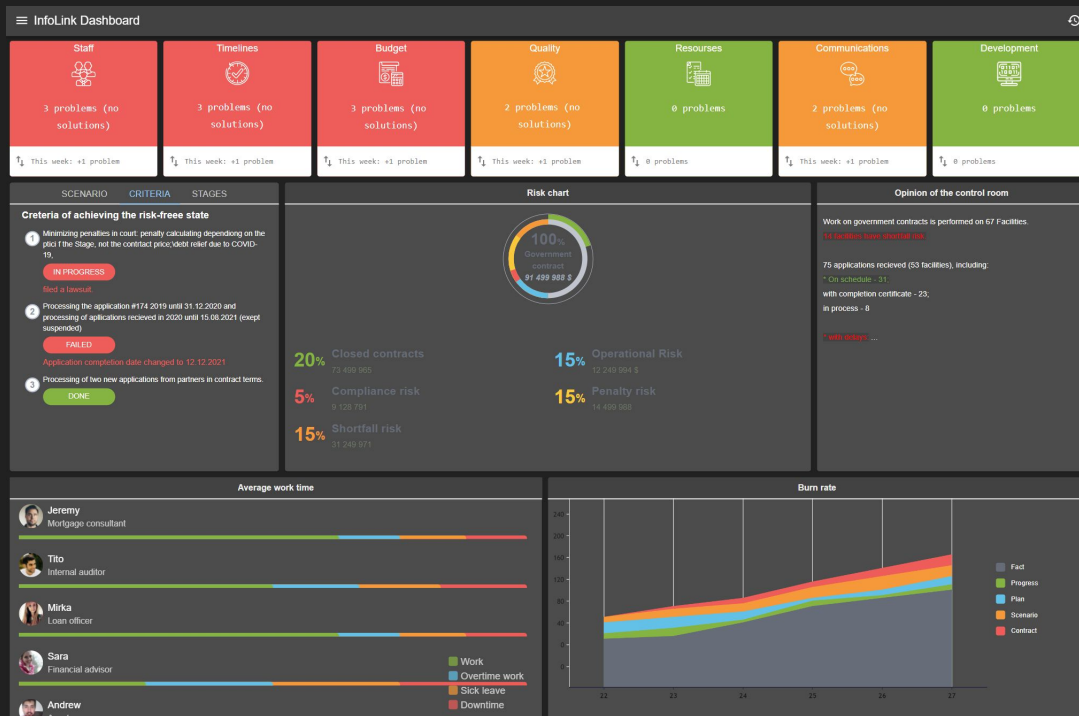 InfoLink Dashboard
Staff
3 problems (no
solutions)
This week: +1 problem
Timelines
3 problems (no
solutions)
This week: +1 problem
Budget
3 problems (no
solutions)
This week: +1 problem
Quality
2 problems (no
solutions)
This week: +1 problem
Resourses
0 problems
0 problems
Communications
2 problems (no
solutions)
This week: +1 problem
Development
0 problems
0 problems
SCENARIO CRITERIA STAGES
Creteria of achieving the risk-freee state
1
Minimizing penalties in court: penalty calculating dependiong on the
ptici f the Stage, not the contrtact price;\debt relief due to COVID-
19,
IN PROGRESS
filed a lawsuit
2
Processing the application #174 2019 until 31.12.2020 and
processing of apllications recieved in 2020 until 15.08.2021 (exept
suspended)
FAILED
Application completion date changed to 12.12.2021
3
Processing of two new applications from partners in contract terms.
DONE
Risk chart
100%
Government
contract
91 499 988 $
20% Closed contracts
73 498 965
5% Compliance risk
9 128 791
15% Shortfall risk
31 249 971
15% Operational Risk
12 249 994 $
15% Penalty risk
14 499 988
Opinion of the control room
Work on government contracts is performed on 67 Facilities.
75 applications recieved (53 facilities), including:
* On schedule - 31
with completion certificate - 23;
in process - 8
...
Average work time
Jeremy
Mortgage consultant
Tito
Internal auditor
Mirka
Loan officer
Sara
Financial advisor
Andrew
Work
Overtime work
Sick leave
Downtime
Burn rate
240
200
160
120
80
40
0
0
22 23 24 25 26 27
Fact
Progress
Plan
Scenario
Contract